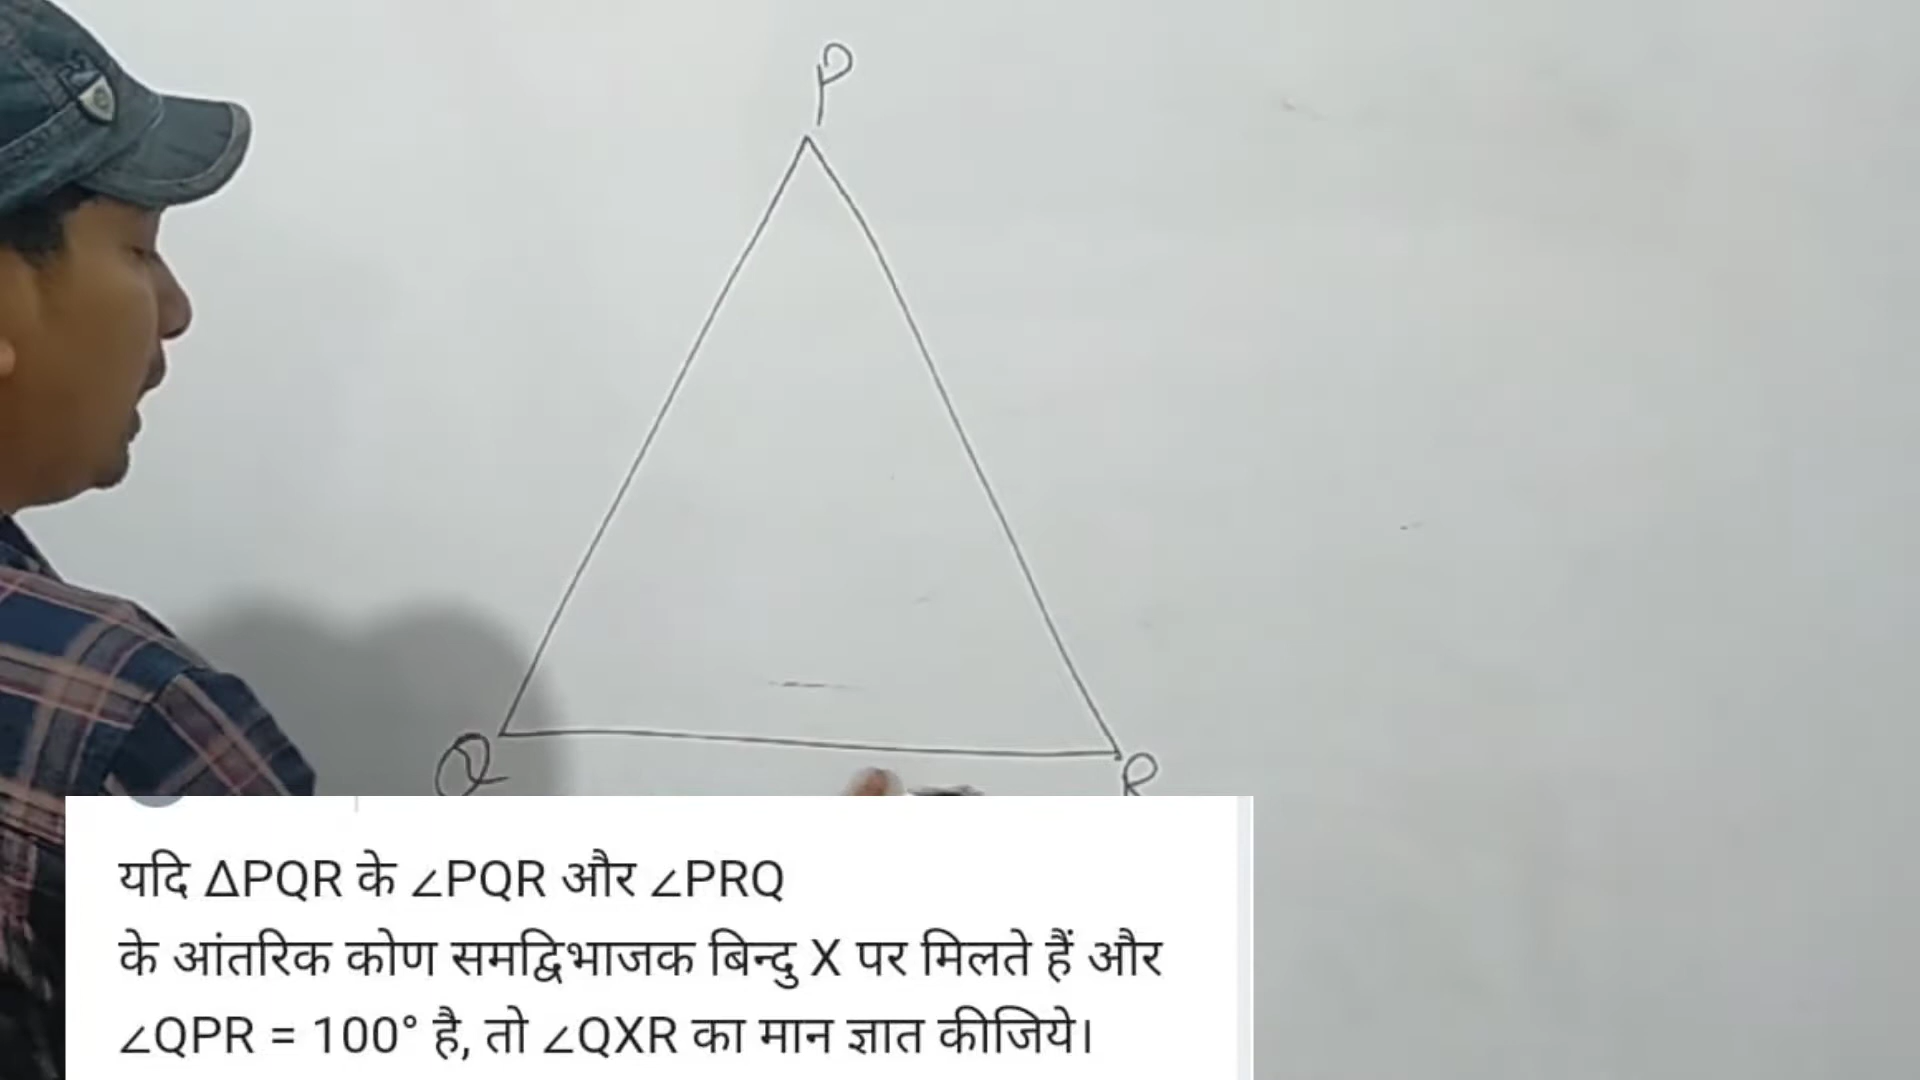 P
Q
R
यदि ΔPQR के ∠PQR और ∠PRQ
के आंतरिक कोण समद्विभाजक बिन्दु X पर मिलते हैं और
∠QPR = 100° है, तो ∠QXR का मान ज्ञात कीजिये।